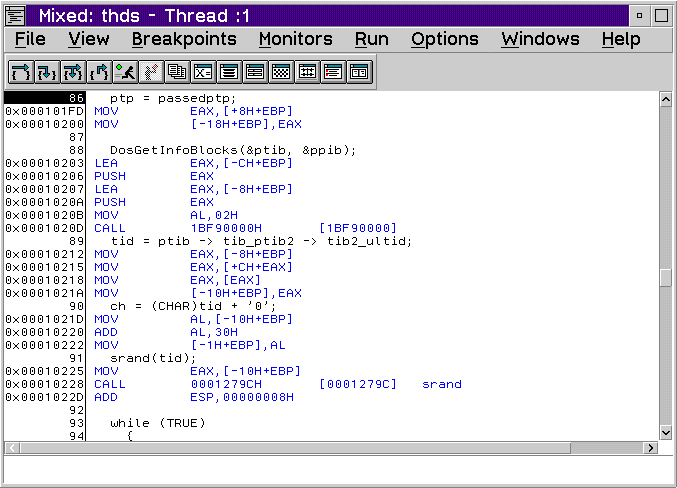 Mixed: thds - Thread :1
File View Breakpoints Monitors Run Options Windows Help
86 ptp = passedptp;
0x000101FD MOV EAX,[+8H+EBP]
0x00010200 MOV [-18H+EBP],EAX
87
88 DosGetInfoBlocks(&ptib, &ppib);
0x00010203 LEA EAX,[-CH+EBP]
0x00010206 PUSH EAX
0x00010207 LEA EAX,[-8H+EBP]
0x0001020A PUSH EAX
0x0001020B MOV AL,02H
0x0001020D CALL 1BF90000H [1BF90000]
89 tid = ptib -> tib_ptib2 -> tib2_ultid;
0x00010212 MOV EAX,[-8H+EBP]
0x00010215 MOV EAX,[+CH+EAX]
0x00010218 MOV EAX,[EAX]
0x0001021A MOV [-10H+EBP],EAX
90 ch = (CHAR)tid + '0';
0x0001021D MOV AL,[-10H+EBP]
0x00010220 ADD AL,30H
0x00010222 MOV [-1H+EBP],AL
91 srand(tid);
0x00010225 MOV EAX,[-10H+EBP]
0x00010228 CALL 0001279CH [0001279C] srand
0x0001022D ADD ESP,00000008H
92
93 while (TRUE)
94 {